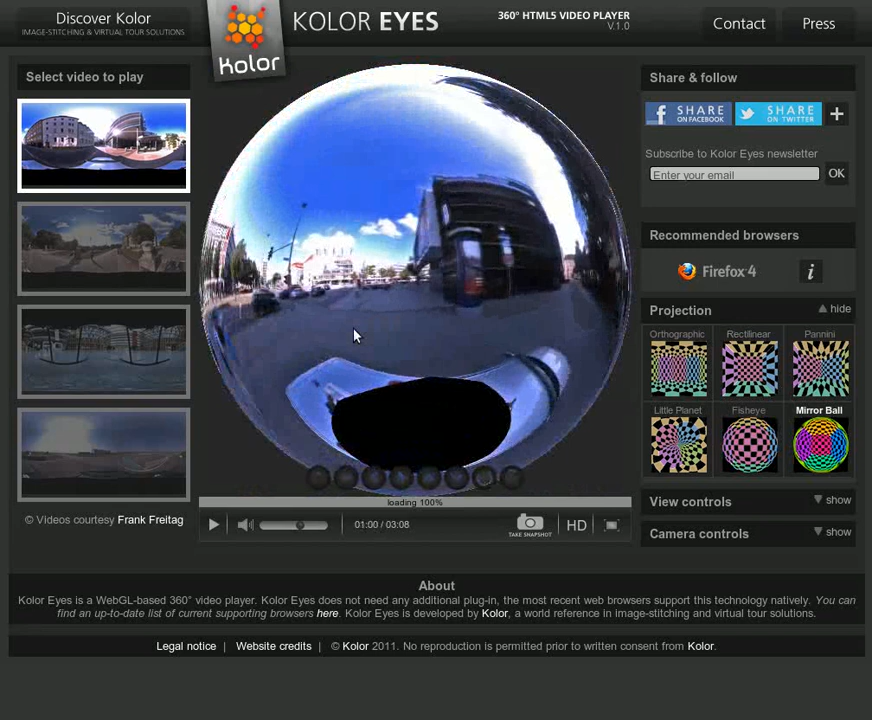 Discover Kolor
IMAGE-STITCHING & VIRTUAL TOUR SOLUTIONS
kolor
KOLOR EYES
360° HTML5 VIDEO PLAYER
V.1.0
Contact
Press
Select video to play
© Videos courtesy Frank Freitag
loading 100%
01:00 / 03:08
TAKE SNAPSHOT
HD
Share & follow
f SHARE ON FACEBOOK
SHARE ON TWITTER
+
Subscribe to Kolor Eyes newsletter
Enter your email
OK
Recommended browsers
Firefox 4
i
Projection
hide
Orthographic
Rectilinear
Pannini
Little Planet
Fisheye
Mirror Ball
View controls
show
Camera controls
show
About
Kolor Eyes is a WebGL-based 360° video player. Kolor Eyes does not need any additional plug-in, the most recent web browsers support this technology natively. You can
find an up-to-date list of current supporting browsers here. Kolor Eyes is developed by Kolor, a world reference in image-stitching and virtual tour solutions.
Legal notice | Website credits | © Kolor 2011. No reproduction is permitted prior to written consent from Kolor.